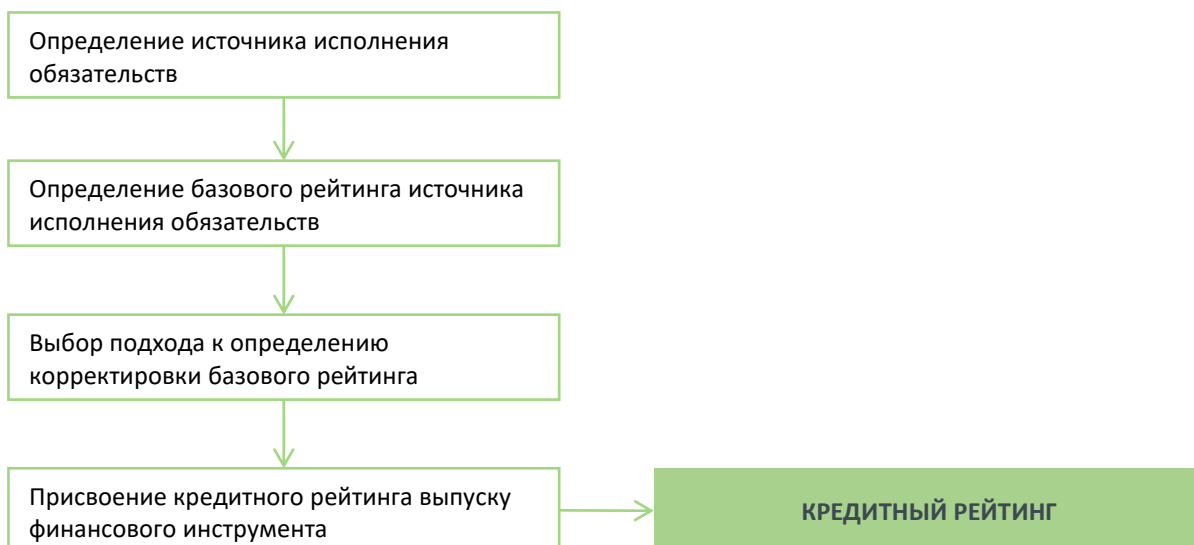 Определение источника исполнения
обязательств
Определение базового рейтинга источника
исполнения обязательств
Выбор подхода к определению
корректировки базового рейтинга
Присвоение кредитного рейтинга выпуску
финансового инструмента
КРЕДИТНЫЙ РЕЙТИНГ